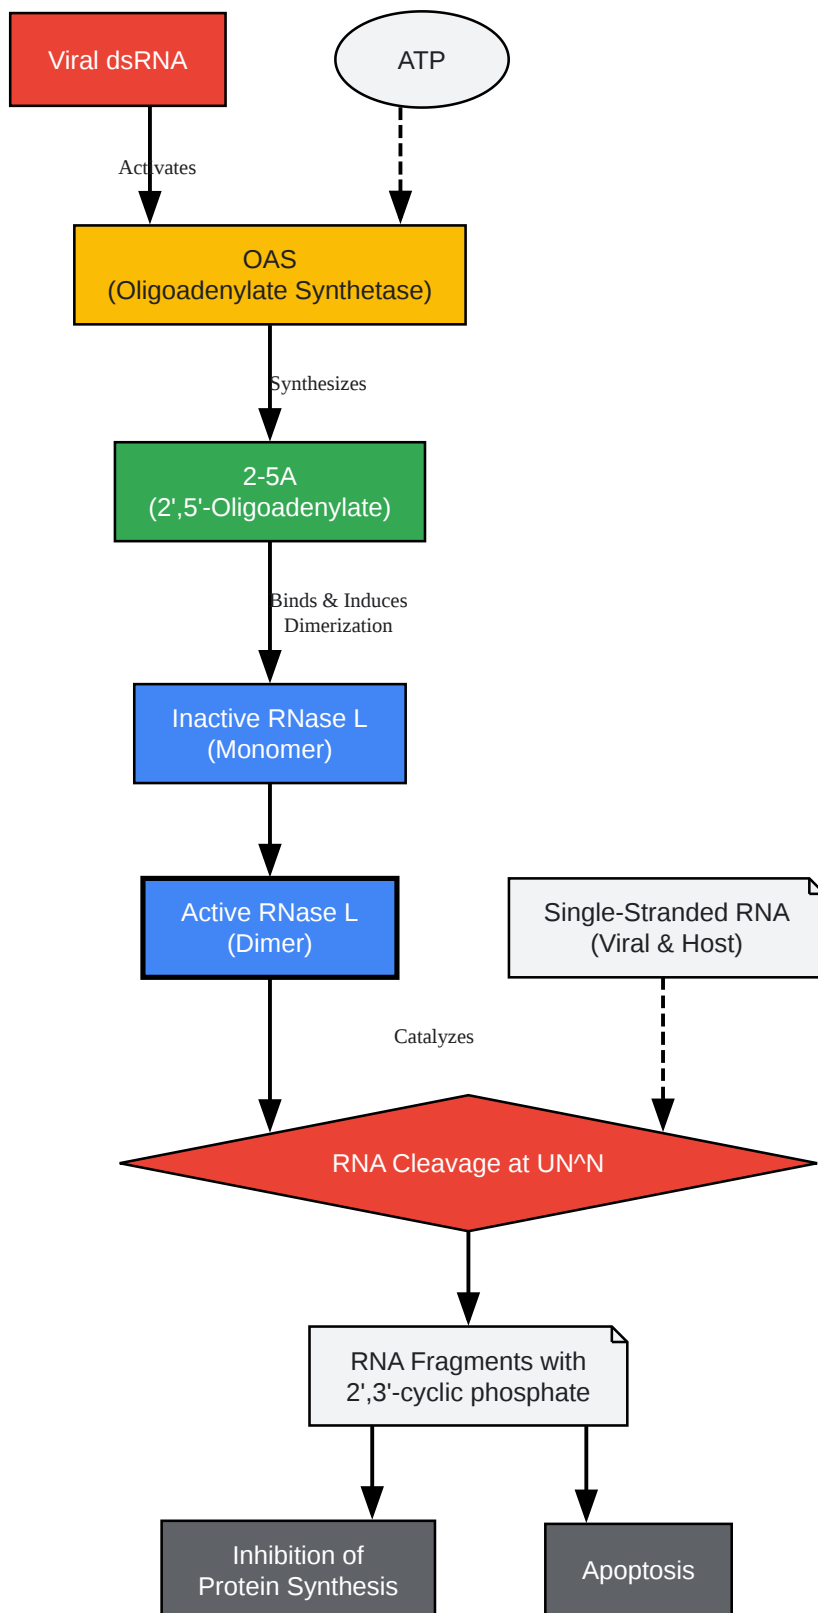 Viral dsRNA
ATP
Activates
OAS
(Oligoadenylate Synthetase)
Synthesizes
2-5A
(2',5'-Oligoadenylate)
Binds & Induces
Dimerization
Inactive RNase L
(Monomer)
Active RNase L
(Dimer)
Single-Stranded RNA
(Viral & Host)
Catalyzes
RNA Cleavage at UN^N
RNA Fragments with
2',3'-cyclic phosphate
Inhibition of
Protein Synthesis
Apoptosis